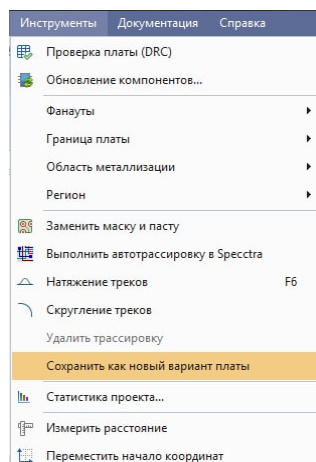 Инструменты Документация Справка
Проверка платы (DRC)
Обновление компонентов...
Фанауты
Граница платы
Область металлизации
Регион
Заменить маску и пасту
Выполнить автотрассировку в Specctra
Натяжение треков F6
Скругление треков
Удалить трассировку
Сохранить как новый вариант платы
Статистика проекта...
Измерить расстояние
Переместить начало координат